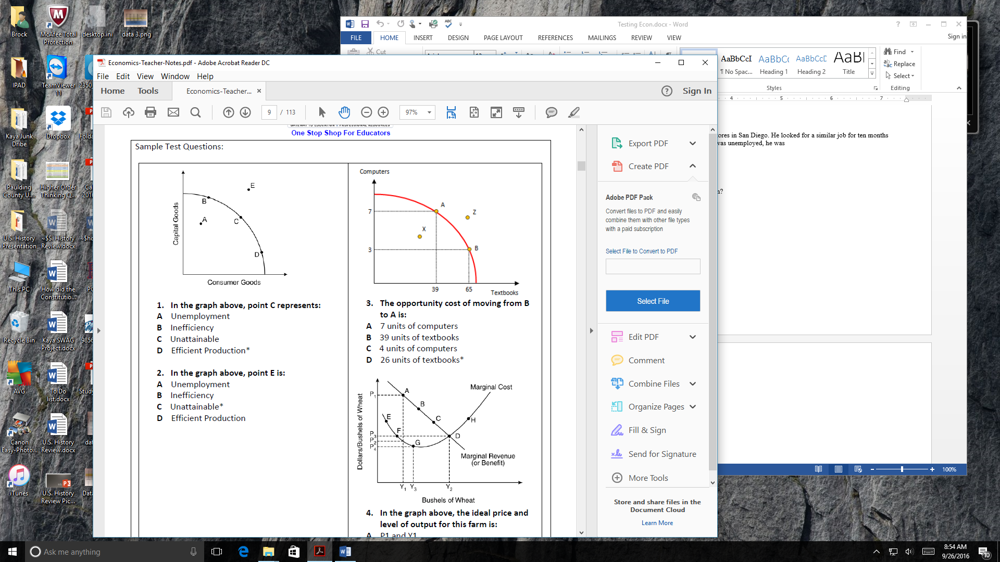 Brock
McAfee Total
Protection
desktop.ini
data 3.png
IPAD
TeamViewer
11
2350
Kaya Junk
Dribe
Dropbox
Folda
Paulding
County U....
Higher Order
Thinking Q...
Ca
201
U.S. History
Presentation
~$S. History
Review.docx
~$ho
This PC
How did the
Constitutio...
PC
Recycle Bin
Kaya SWAG
Project.docx
985
AVG
To Do
list.docx
Study
Canon
Easy-Photo...
U.S. History
Review.docx
dat
iTunes
U.S. History
Review Pic...
Data
Testing Econ.docx - Word
Sign in
FILE HOME INSERT DESIGN PAGE LAYOUT REFERENCES MAILINGS REVIEW VIEW
Cut
AaBbCcI AaBbC AaBbCcE AaBl
¶ No Spac... Heading 1 Heading 2 Title
Find
Replace
Select
Styles
Editing
4 5 6 7
ores in San Diego. He looked for a similar job for ten months
was unemployed, he was
n?
100%
Economics-Teacher-Notes.pdf - Adobe Acrobat Reader DC
File Edit View Window Help
Home Tools Economics-Teacher... × Sign In
9 / 113
97%
GATEWAY TO EDUCATION & PROFESSIONAL RESOURCES
One Stop Shop For Educators
Sample Test Questions:
Capital Goods
E
B
A
C
D
Consumer Goods
1. In the graph above, point C represents:
A Unemployment
B Inefficiency
C Unattainable
D Efficient Production*
2. In the graph above, point E is:
A Unemployment
B Inefficiency
C Unattainable*
D Efficient Production
Computers
A
7
Z
X
3
B
39 65
Textbooks
3. The opportunity cost of moving from B
to A is:
A 7 units of computers
B 39 units of textbooks
C 4 units of computers
D 26 units of textbooks*
Dollars/Bushels of Wheat
Marginal Cost
P1
A
B
E
C
H
F
P3
D
P2
G
P4
Marginal Revenue
(or Benefit)
Y1 Y3 Y2
Bushels of Wheat
4. In the graph above, the ideal price and
level of output for this farm is:
A P1 and Y1
Export PDF
Create PDF
Adobe PDF Pack
Convert files to PDF and easily
combine them with other file types
with a paid subscription
Select File to Convert to PDF
Select File
Edit PDF
Comment
Combine Files
Organize Pages
Fill & Sign
Send for Signature
More Tools
Store and share files in the
Document Cloud
Learn More
Ask me anything
8:54 AM
9/26/2016
10